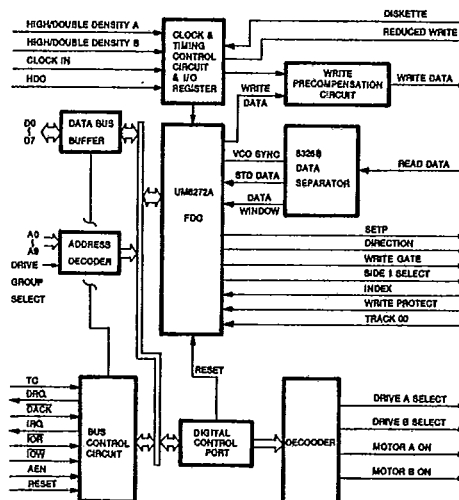 HIGH/DOUBLE DENSITY A
HIGH/DOUBLE DENSITY B
CLOCK IN
HDO
CLOCK &
TIMING
CONTROL
CIRCUIT
& I/O
REGISTER
DISKETTE
REDUCED WRITE
WRITE
PRECOMPENSATION
CIRCUIT
WRITE DATA
WRITE
DATA
D0
D7
DATA BUS
BUFFER
VCO SYNC
STD DATA
DATA
WINDOW
8326B
DATA
SEPARATOR
READ DATA
UM8272A
FDC
A0
A9
DRIVE
GROUP
SELECT
ADDRESS
DECODER
SETP
DIRECTION
WRITE GATE
SIDE 1 SELECT
INDEX
WRITE PROTECT
TRACK 00
RESET
TC
DRQ
DACK
IRQ
IOR
IOW
AEN
RESET
BUS
CONTROL
CIRCUIT
DIGITAL
CONTROL
PORT
DECODER
DRIVE A SELECT
DRIVE B SELECT
MOTOR A ON
MOTOR B ON